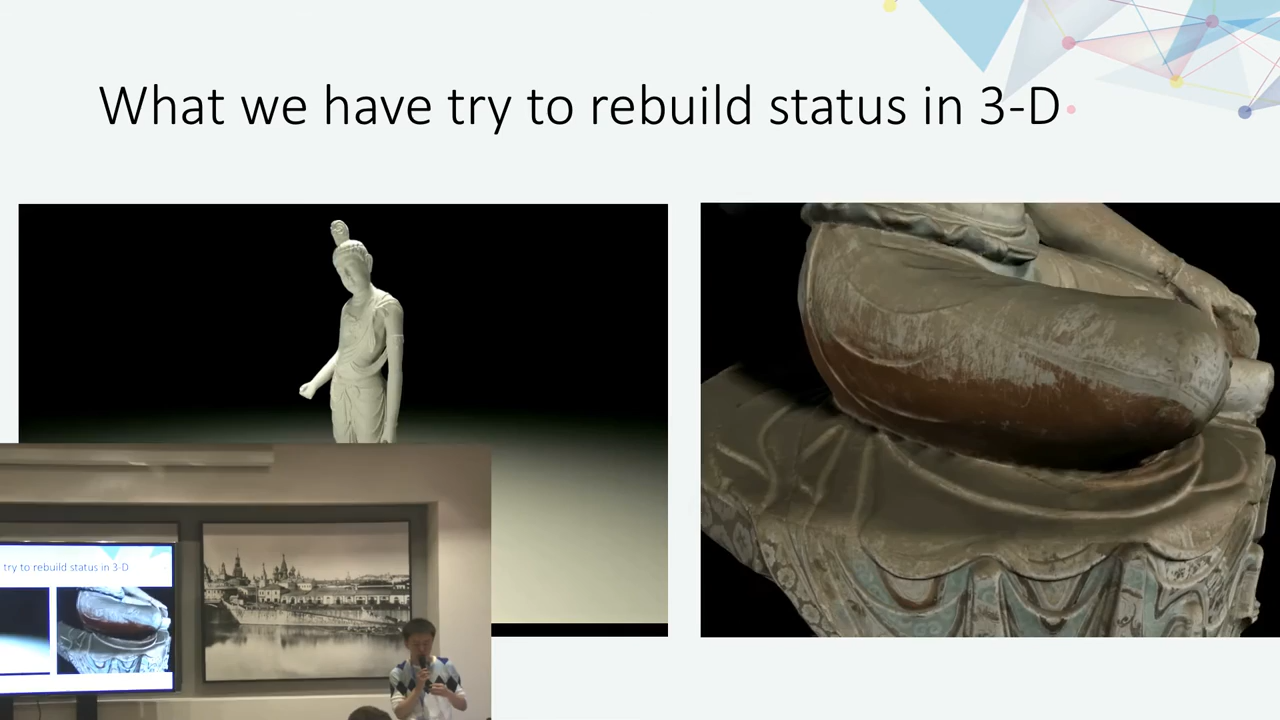 What we have try to rebuild status in 3-D
try to rebuild status in 3-D